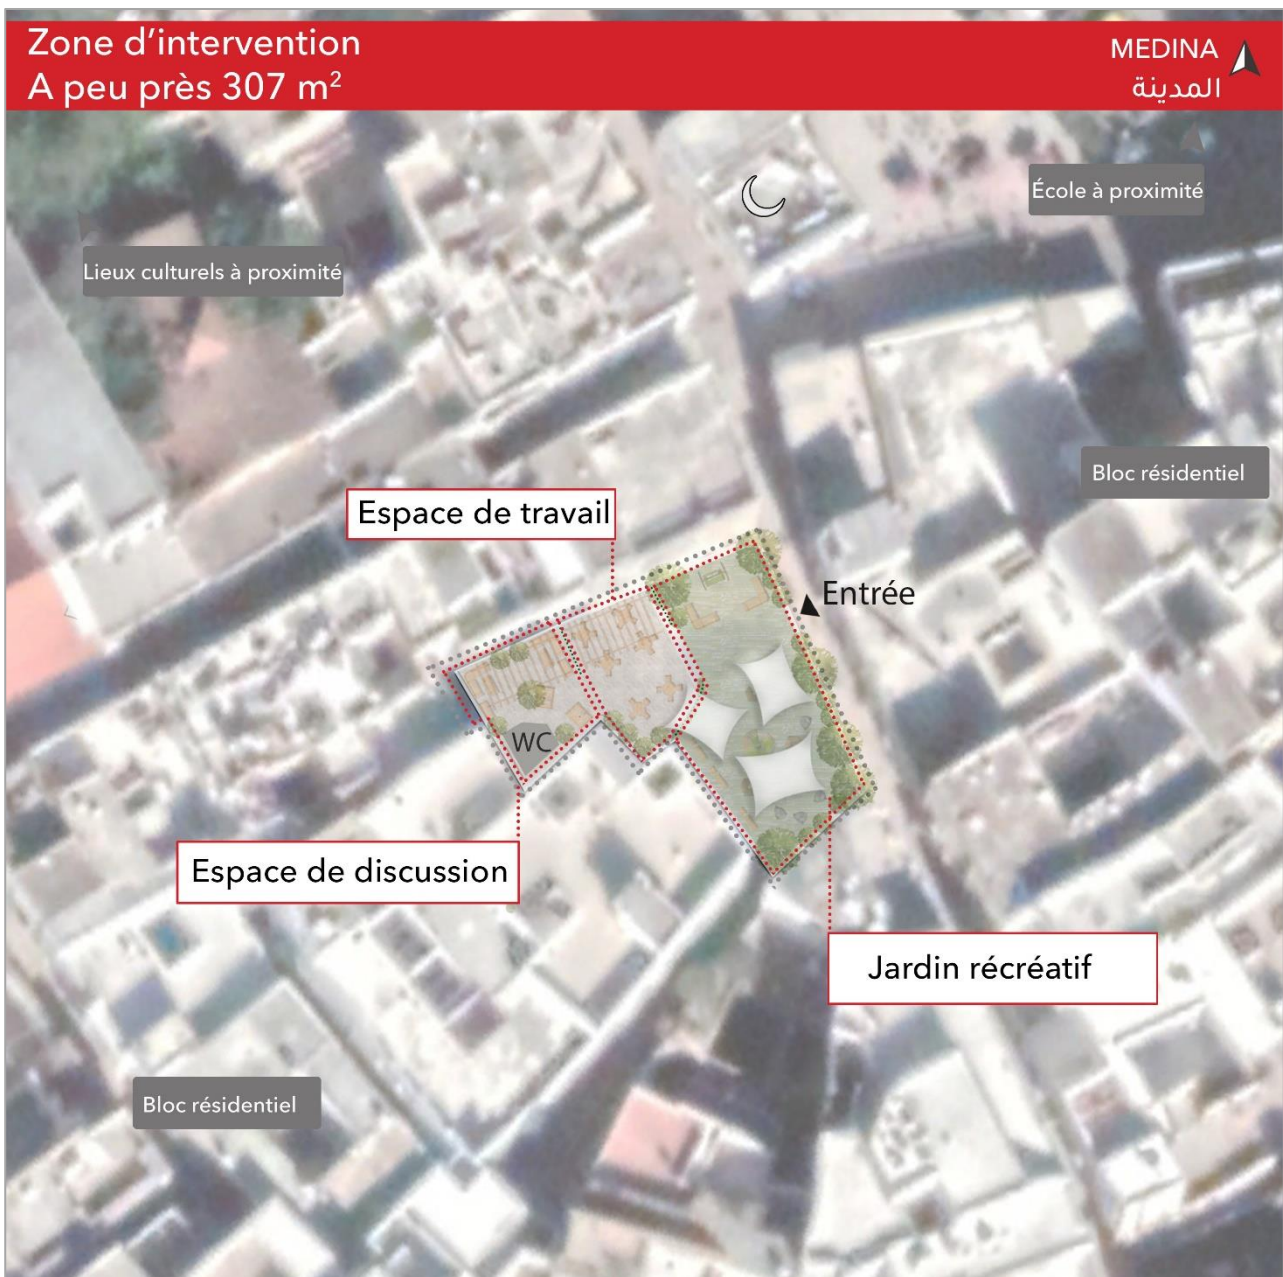 Zone d'intervention
A peu près 307 m²
MEDINA
المدينة
École à proximité
Lieux culturels à proximité
Bloc résidentiel
Espace de travail
Entrée
WC
Espace de discussion
Jardin récréatif
Bloc résidentiel